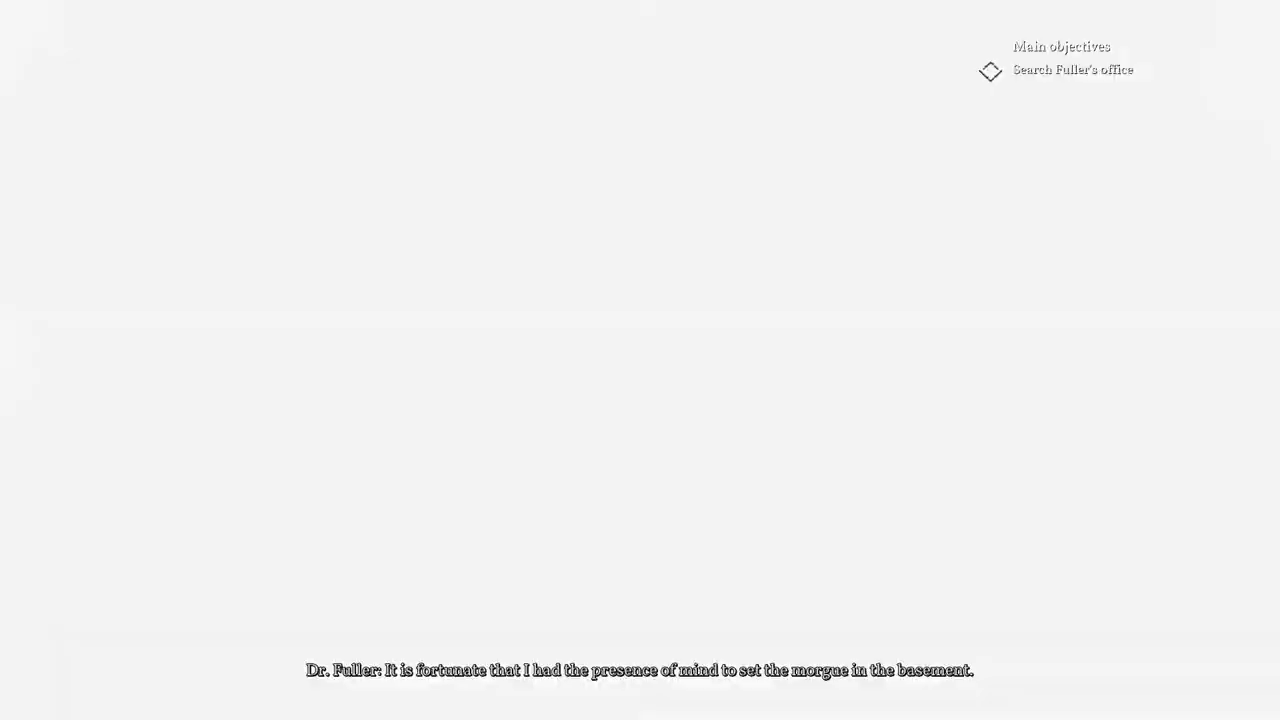 Main objectives
Search Fuller's office
Dr. Fuller: It is fortunate that I had the presence of mind to set the morgue in the basement.